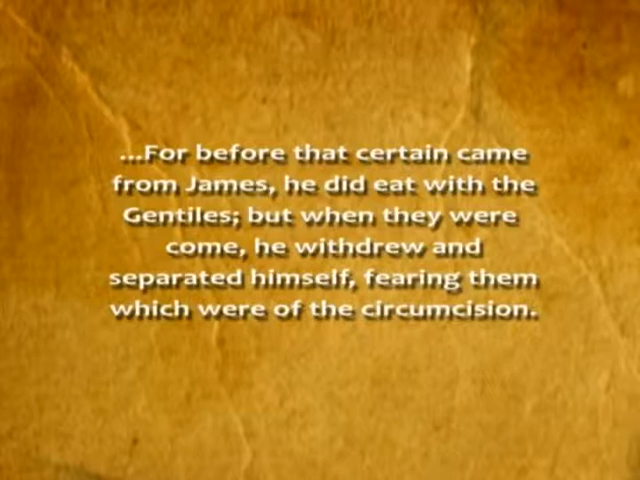 ...For before that certain came
from James, he did eat with the
Gentiles; but when they were
come, he withdrew and
separated himself, fearing them
which were of the circumcision.